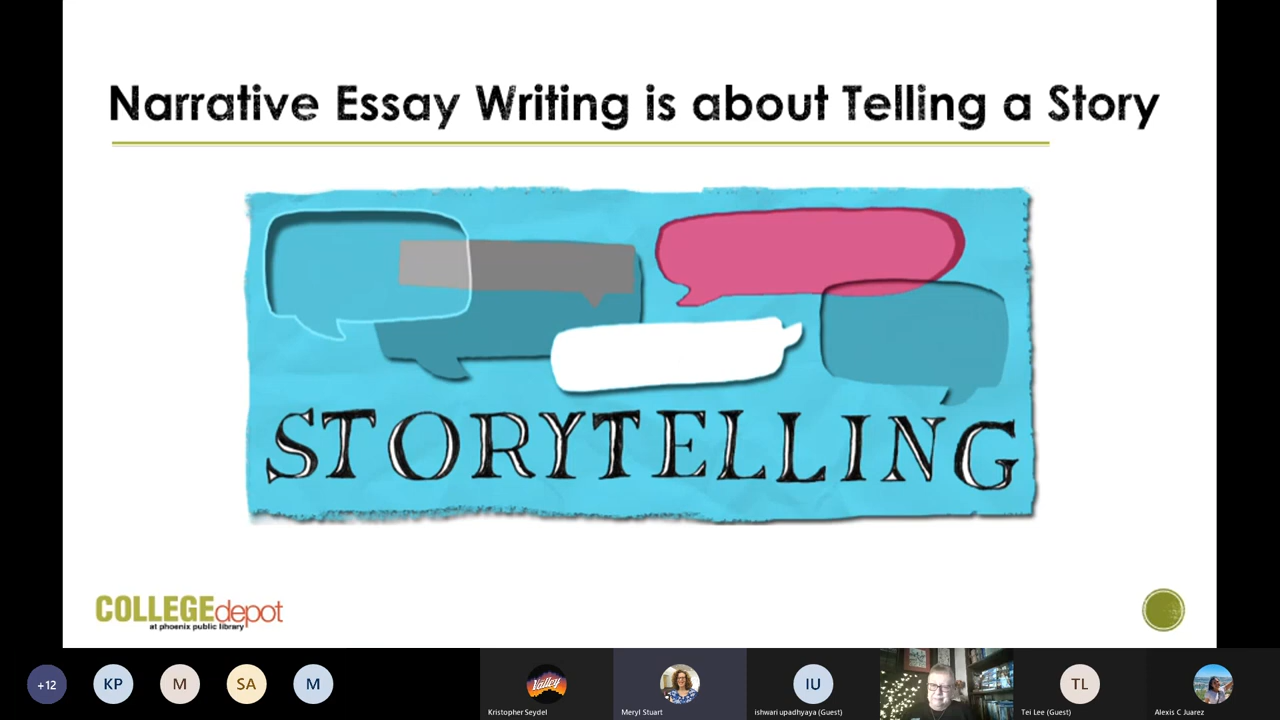 Narrative Essay Writing is about Telling a Story
STORYTELLING
COLLEGEdepot
at phoenix public library
+12
KP
M
SA
M
Valley
IU
TL
Kristopher Seydel
Meryl Stuart
ishwari upadhyaya (Guest)
Tei Lee (Guest)
Alexis C Juarez